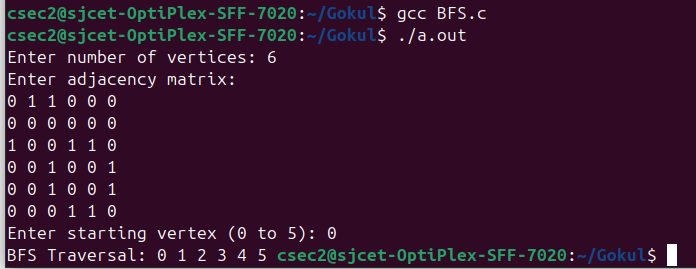 csec2@sjcet-OptiPlex-SFF-7020:~/Gokul$ gcc BFS.c
csec2@sjcet-OptiPlex-SFF-7020:~/Gokul$ ./a.out
Enter number of vertices: 6
Enter adjacency matrix:
0 1 1 0 0 0
0 0 0 0 0 0
1 0 0 1 1 0
0 0 1 0 0 1
0 0 1 0 0 1
0 0 0 1 1 0
Enter starting vertex (0 to 5): 0
BFS Traversal: 0 1 2 3 4 5 csec2@sjcet-OptiPlex-SFF-7020:~/Gokul$